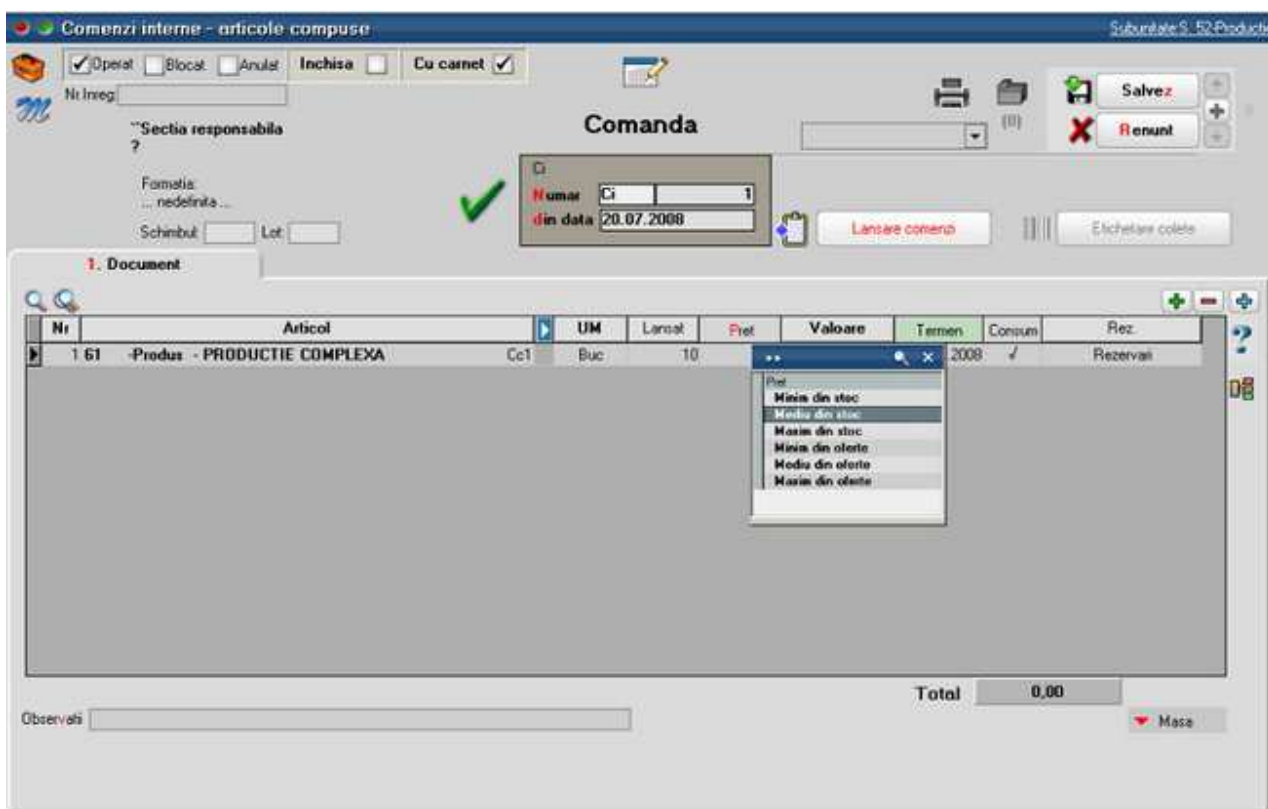 Comenzi interne - articole compuse Subunitate:S_52-Producti
Operat Blocat Anulat Inchisa Cu carnet
Nr.Inreg
Salvez
Comanda
(0)
Renunt
"Sectia responsabila
?
Formatia:
... nedefinita ...
Schimbul: Lot:
Ci
Numar Ci 1
din data 20.07.2008
Lansare comenzi Etichetare colete
1. Document
Nr Articol UM Lansat Pret Valoare Termen Consum Rez.
1 61 -Produs - PRODUCTIE COMPLEXA Cc1 Buc 10 2008 Rezervari
Pret
Minim din stoc
Mediu din stoc
Maxim din stoc
Minim din oferte
Mediu din oferte
Maxim din oferte
Total 0,00
Observatii
Masa